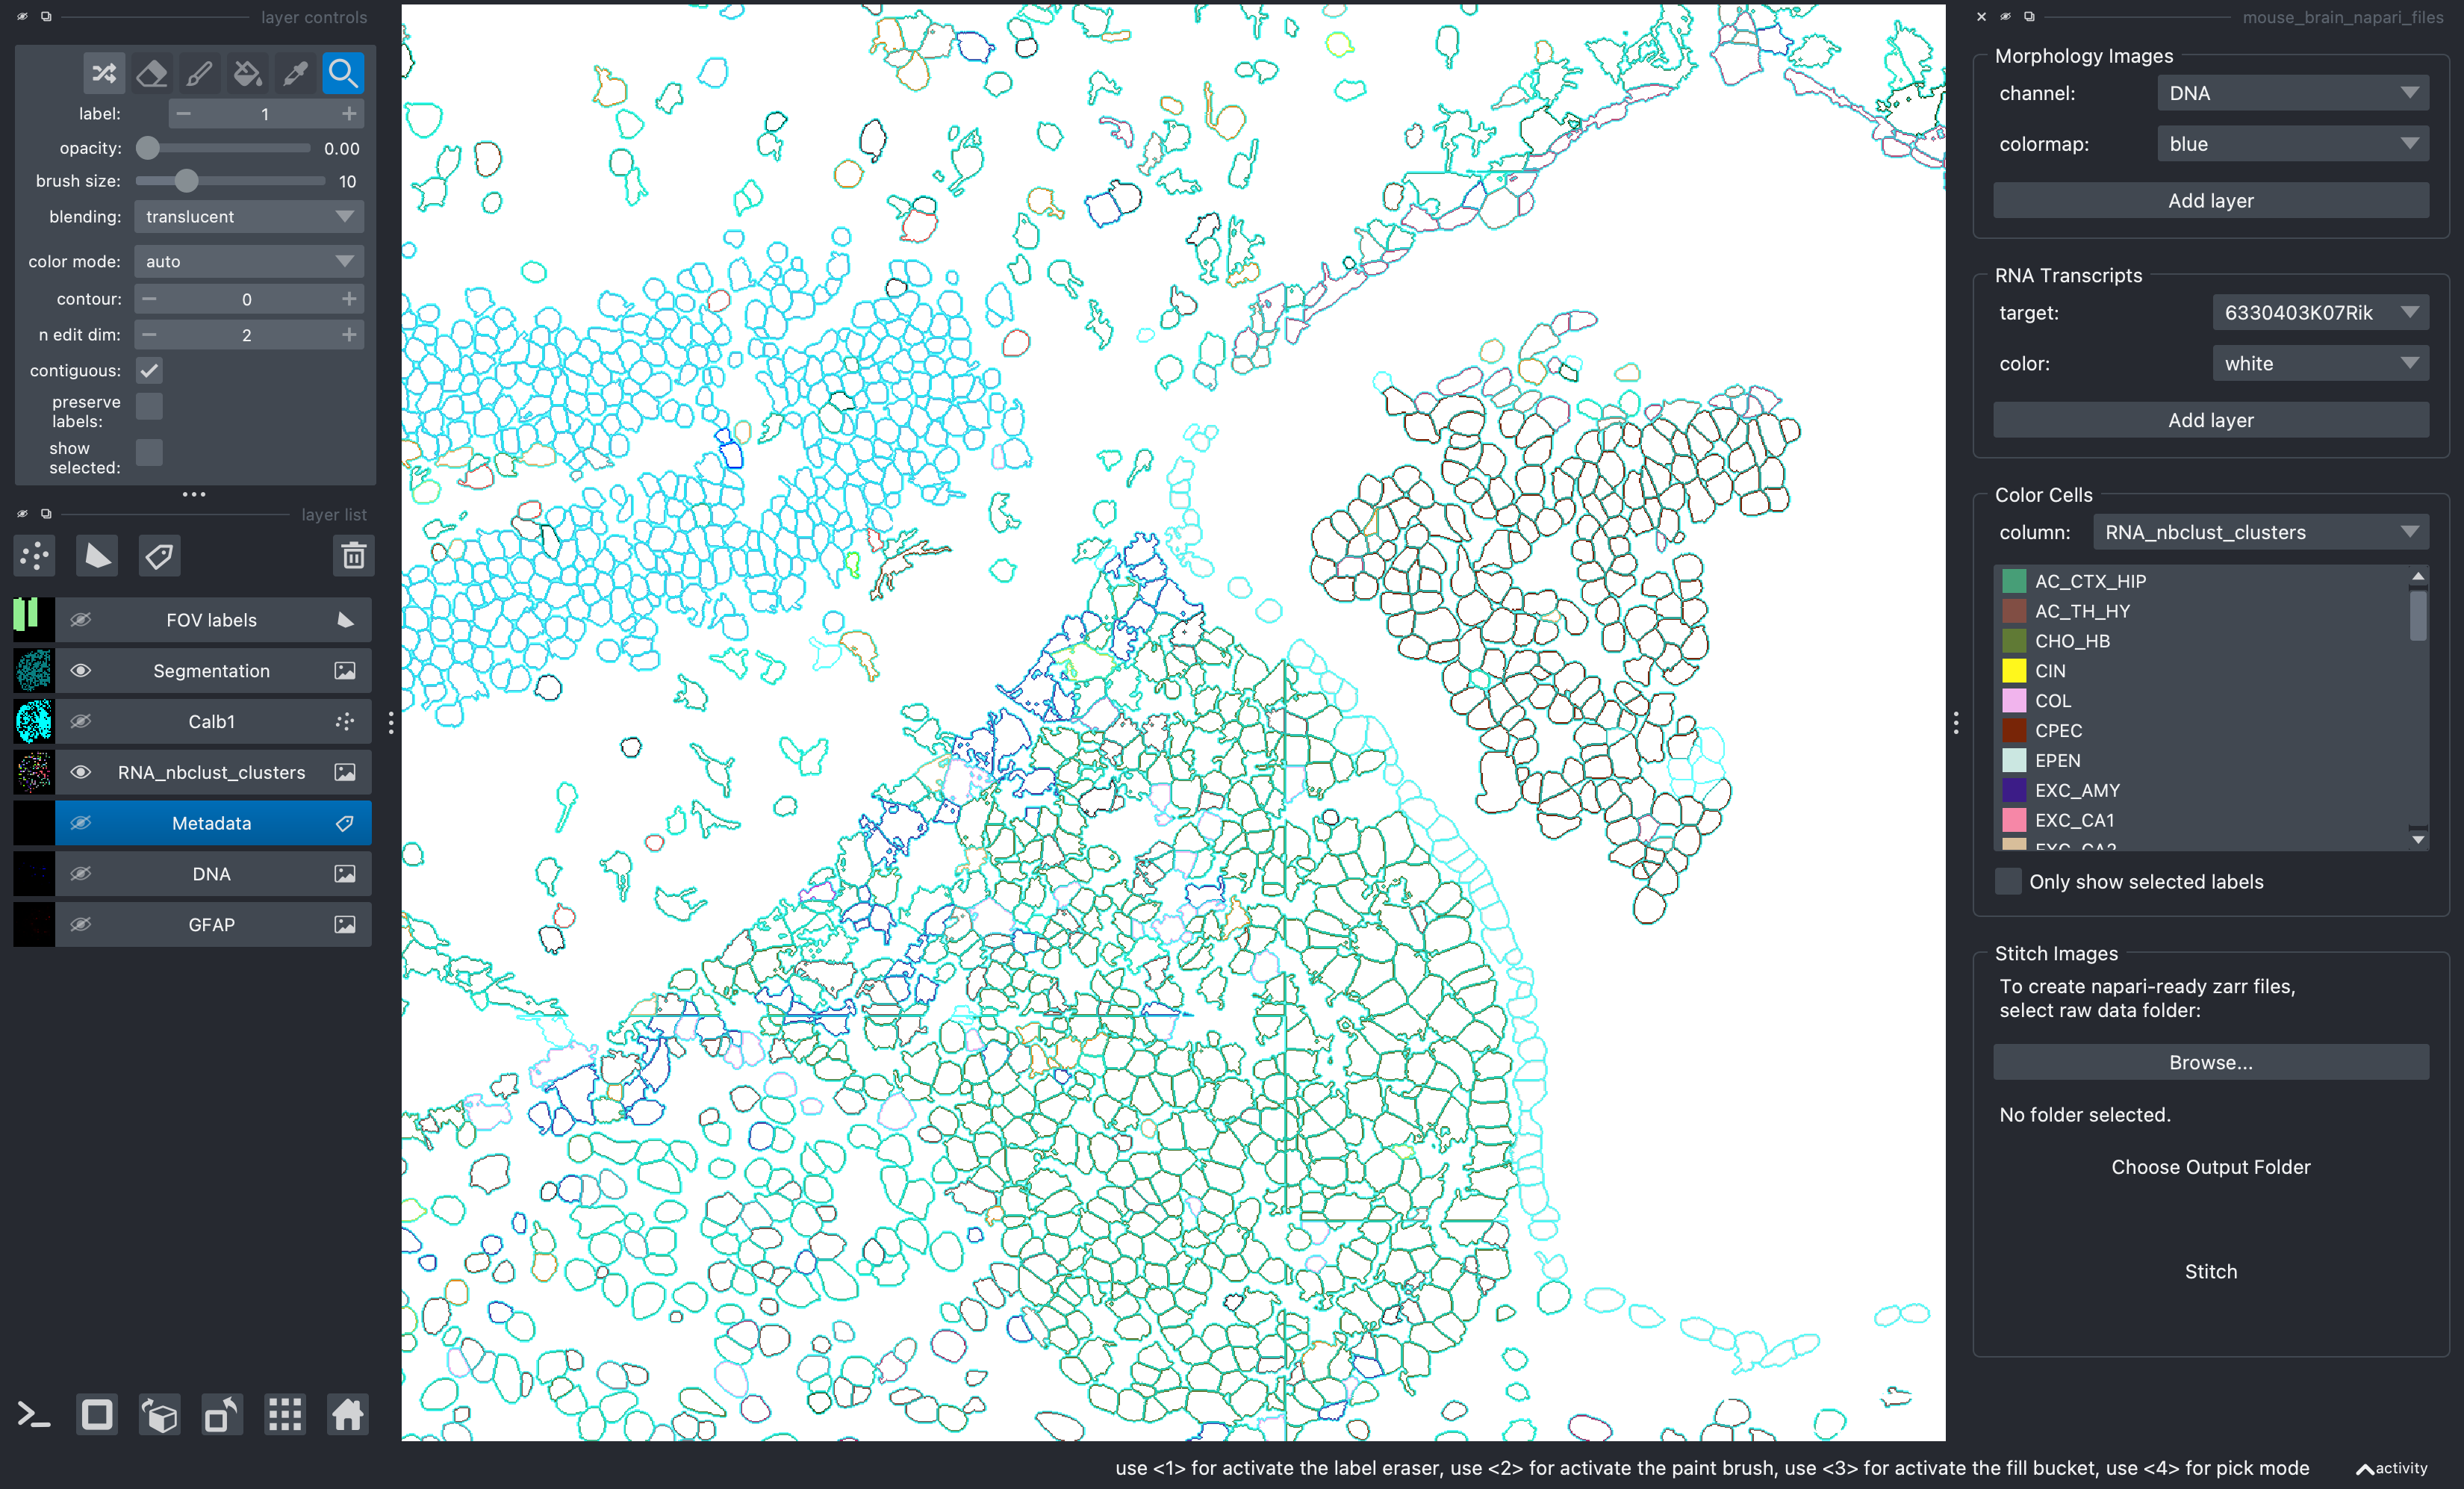 layer controls
label:
1
opacity:
0.00
brush size:
10
blending:
translucent
color mode:
auto
contour:
0
n edit dim:
2
contiguous:
preserve
labels:
show
selected:
layer list
FOV labels
Segmentation
Calb1
RNA_nbclust_clusters
Metadata
DNA
GFAP
mouse_brain_napari_files
Morphology Images
channel:
DNA
colormap:
blue
Add layer
RNA Transcripts
target:
6330403K07Rik
color:
white
Add layer
Color Cells
column:
RNA_nbclust_clusters
AC_CTX_HIP
AC_TH_HY
CHO_HB
CIN
COL
CPEC
EPEN
EXC_AMY
EXC_CA1
Only show selected labels
Stitch Images
To create napari-ready zarr files,
select raw data folder:
Browse...
No folder selected.
Choose Output Folder
Stitch
use <1> for activate the label eraser, use <2> for activate the paint brush, use <3> for activate the fill bucket, use <4> for pick mode
activity